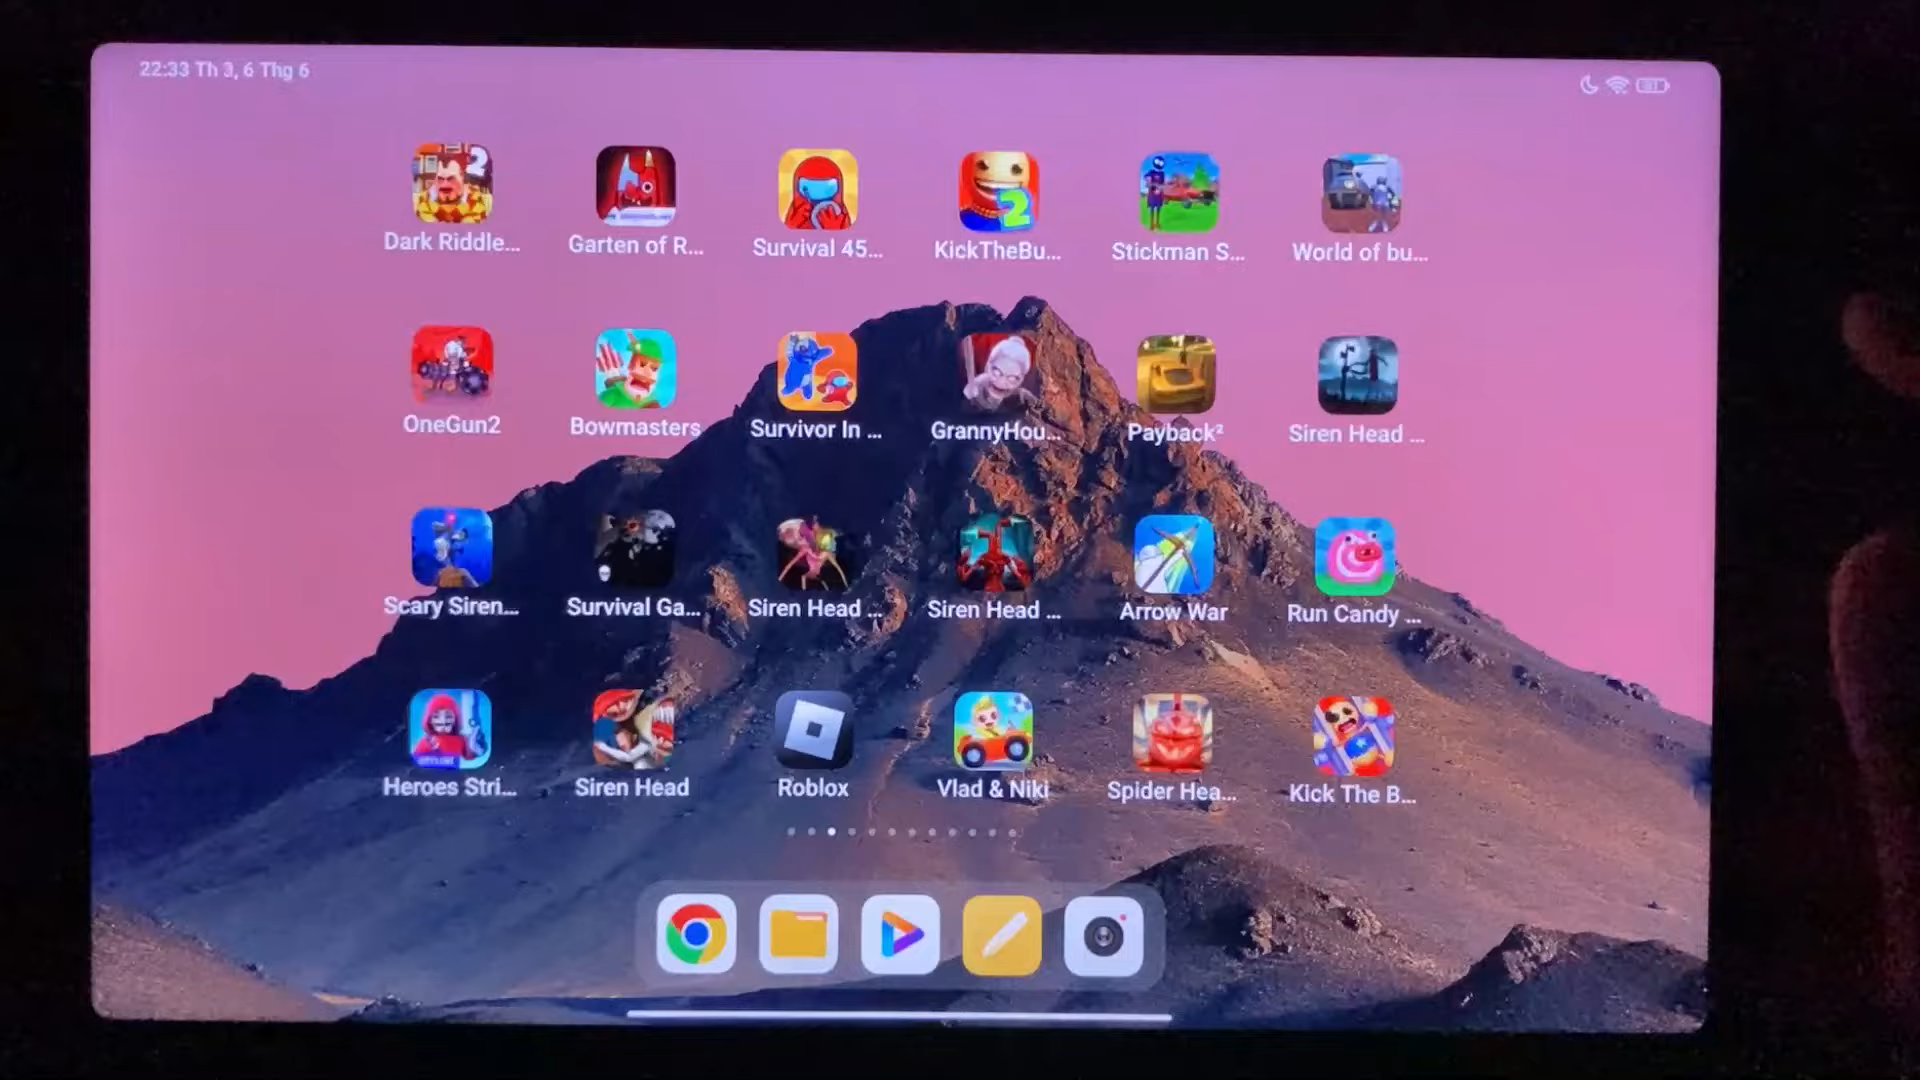 22:33 Th 3, 6 Thg 6
Dark Riddle...
Garten of R...
Survival 45...
KickTheBu...
Stickman S...
World of bu...
2
2
OneGun2
Bowmasters
Survivor In ...
GrannyHou...
Payback²
Siren Head ...
Scary Siren...
Survival Ga...
Siren Head ...
Siren Head ...
Arrow War
Run Candy ...
Heroes Stri...
Siren Head
Roblox
Vlad & Niki
Spider Hea...
Kick The B...